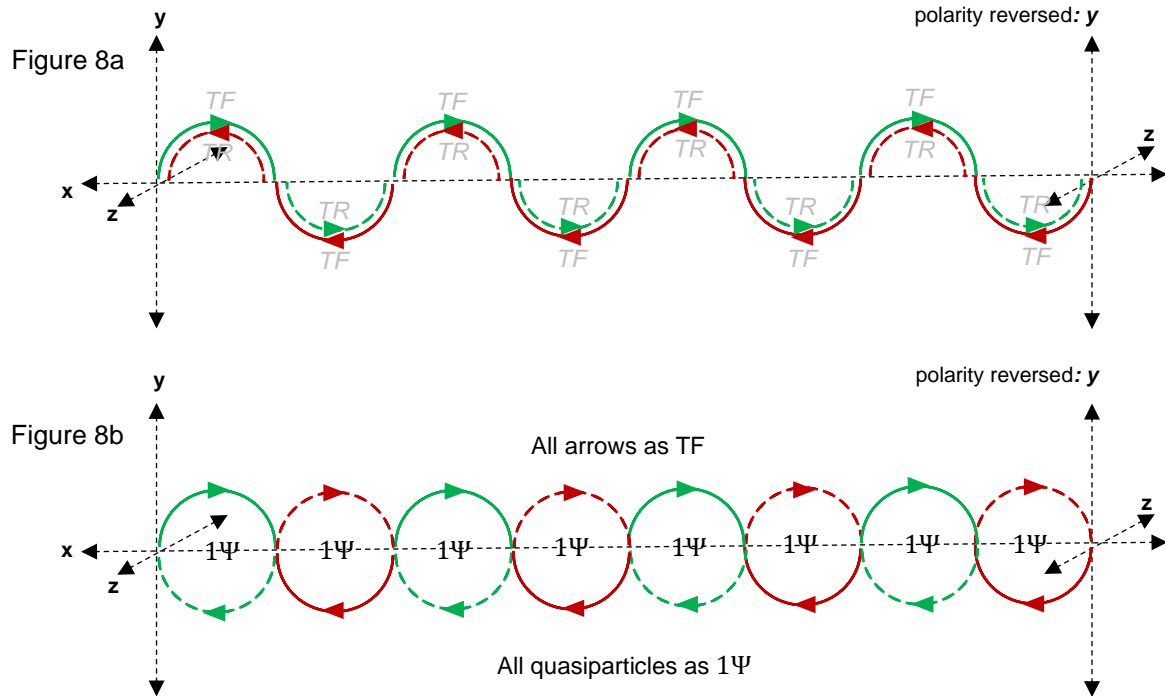 y
polarity reversed: y
Figure 8a
TF TF TF TF
TR TR TR TR
z
x
z
TR TR TR TR
TF TF TF TF
y
polarity reversed: y
Figure 8b
All arrows as TF
z
x
1Ψ 1Ψ 1Ψ 1Ψ 1Ψ 1Ψ 1Ψ 1Ψ
z
All quasiparticles as 1Ψ